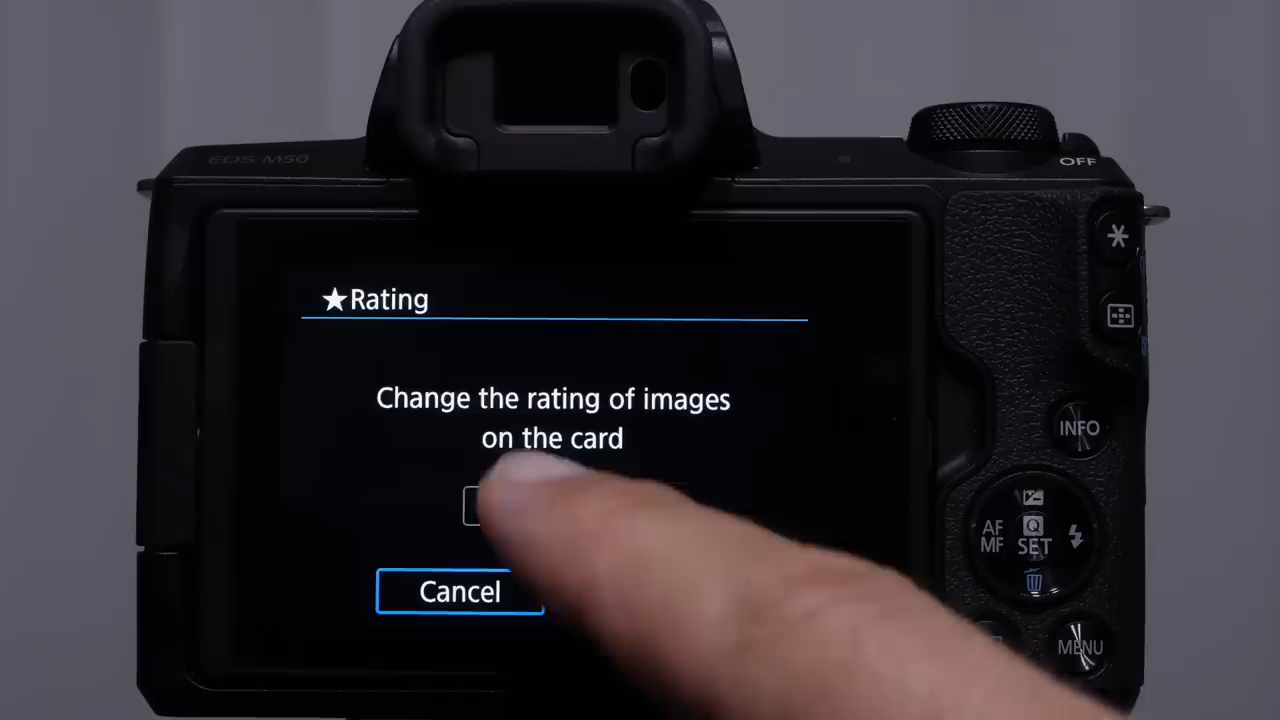 EOS M50
OFF
★Rating
Change the rating of images
on the card
Cancel
INFO
AF
MF
Q
SET
MENU